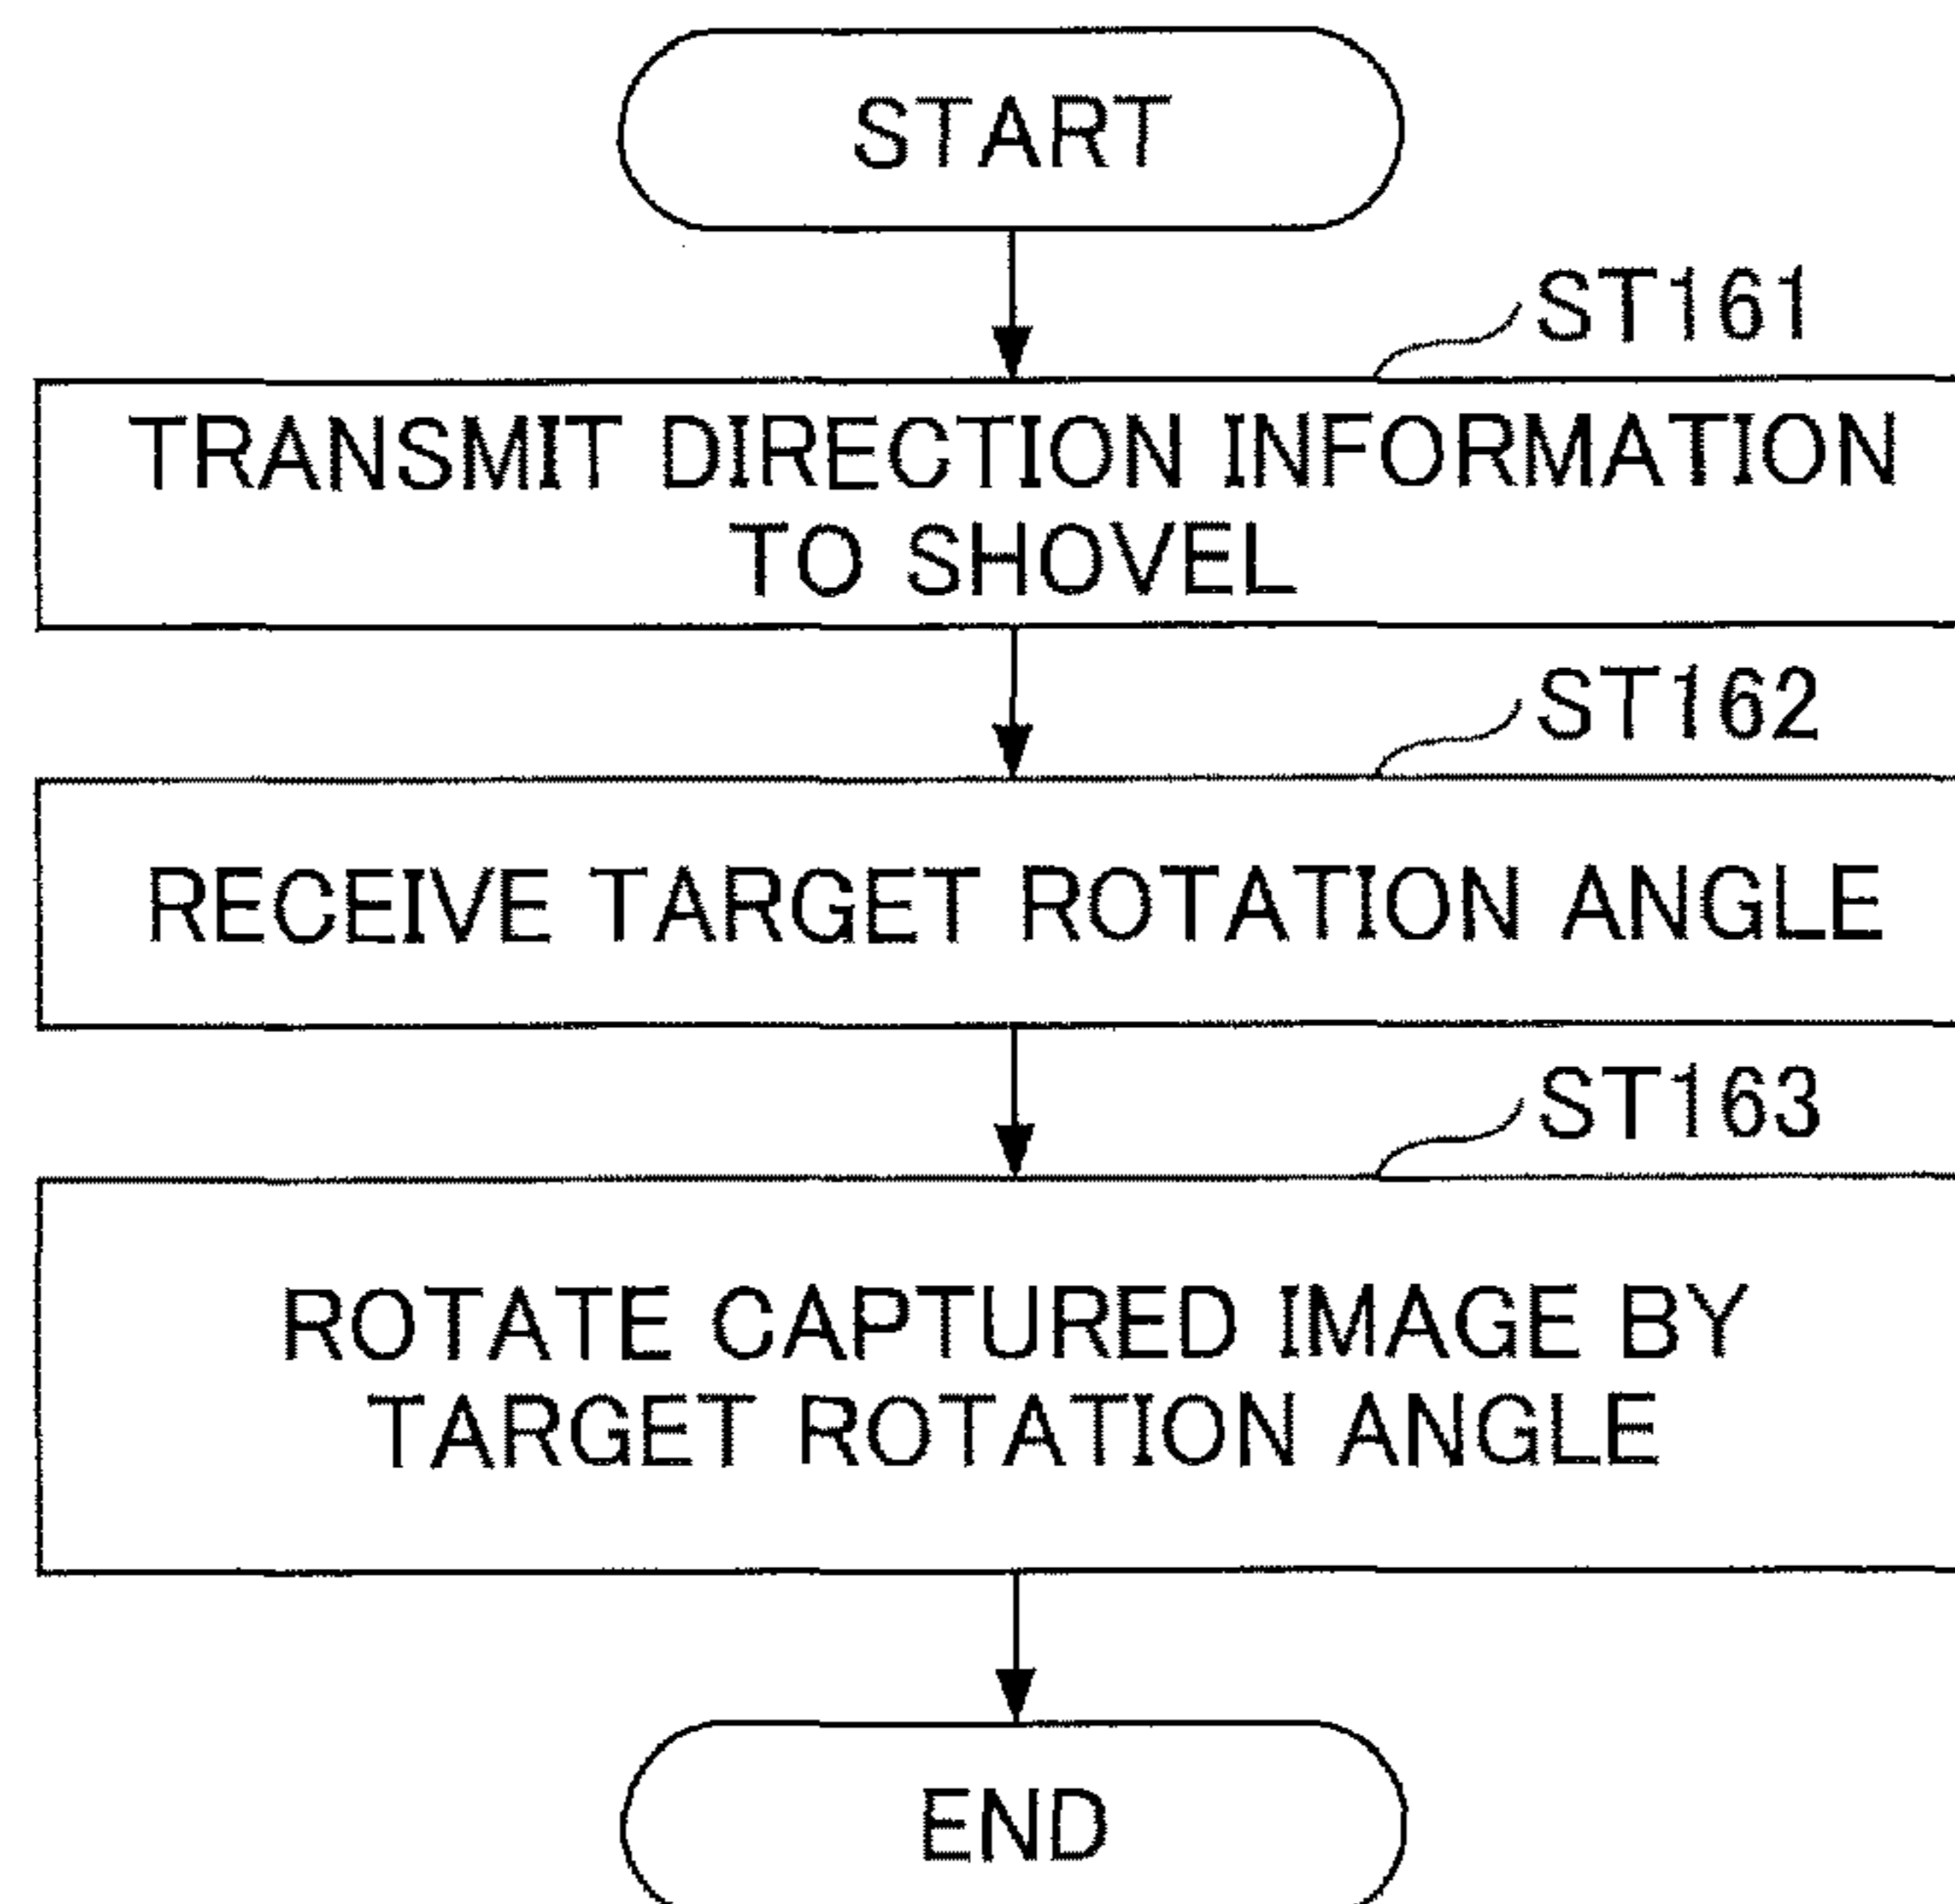 START
ST161
TRANSMIT DIRECTION INFORMATION
TO SHOVEL
ST162
RECEIVE TARGET ROTATION ANGLE
ST163
ROTATE CAPTURED IMAGE BY
TARGET ROTATION ANGLE
END